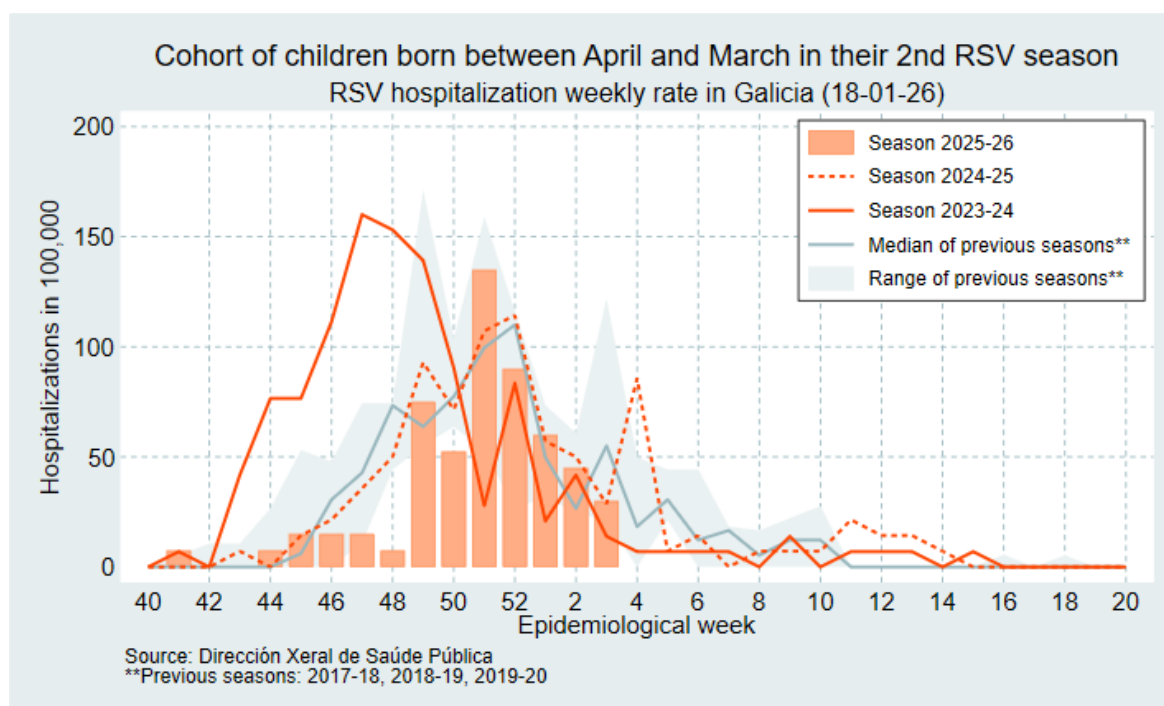 Cohort of children born between April and March in their 2nd RSV season
RSV hospitalization weekly rate in Galicia (18-01-26)
Hospitalizations in 100,000
200
150
100
50
0
Season 2025-26
Season 2024-25
Season 2023-24
Median of previous seasons**
Range of previous seasons**
40 42 44 46 48 50 52 2 4 6 8 10 12 14 16 18 20
Epidemiological week
Source: Dirección Xeral de Saúde Pública
**Previous seasons: 2017-18, 2018-19, 2019-20